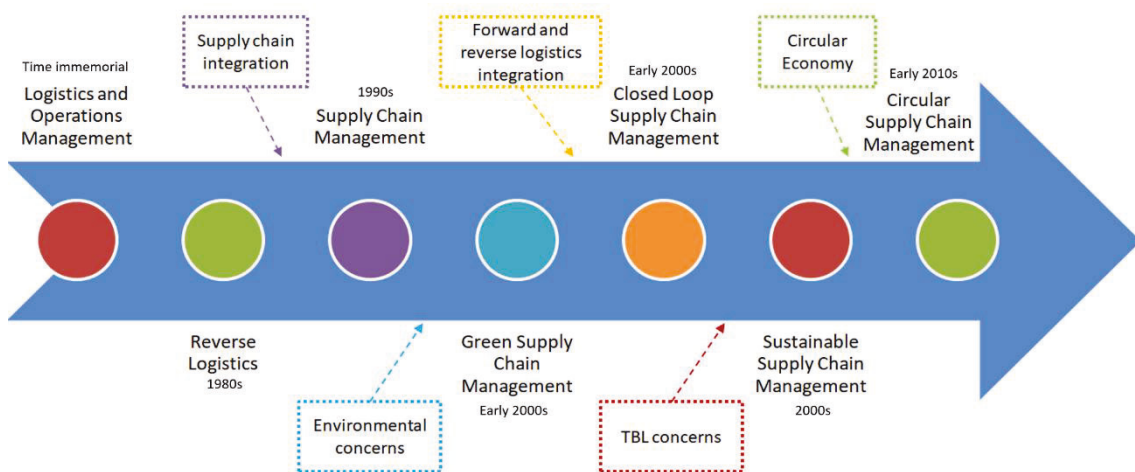 Time immemorial
Logistics and
Operations
Management
Supply chain
integration
1990s
Supply Chain
Management
Forward and
reverse logistics
integration
Early 2000s
Closed Loop
Supply Chain
Management
Circular
Economy
Early 2010s
Circular
Supply Chain
Management
Reverse
Logistics
1980s
Environmental
concerns
Green Supply
Chain
Management
Early 2000s
TBL concerns
Sustainable
Supply Chain
Management
2000s